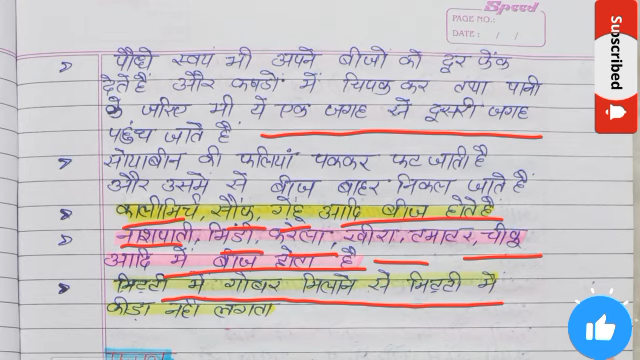 Speed
PAGE NO.:
DATE: / /
पौधे स्वयं भी अपने बीजों को दूर फेंक
देते हैं और कपडों में चिपक कर तथा पानी
के जरिए भी ये एक जगह से दूसरी जगह
पहुंच जाते हैं
सोयाबीन की फलियां पककर फट जाती है
और उसमें से बीज बाहर निकल जाते हैं
कालीमिर्च, सौंफ, गेंहू आदि बीज होते है
नाशपाती, भिंडी, करेला, खीरा, टमाटर, चीकू
आदि में बीज होता है
मिट्टी में गोबर मिलाने से मिट्टी में
कीड़ा नहीं लगता
Subscribed